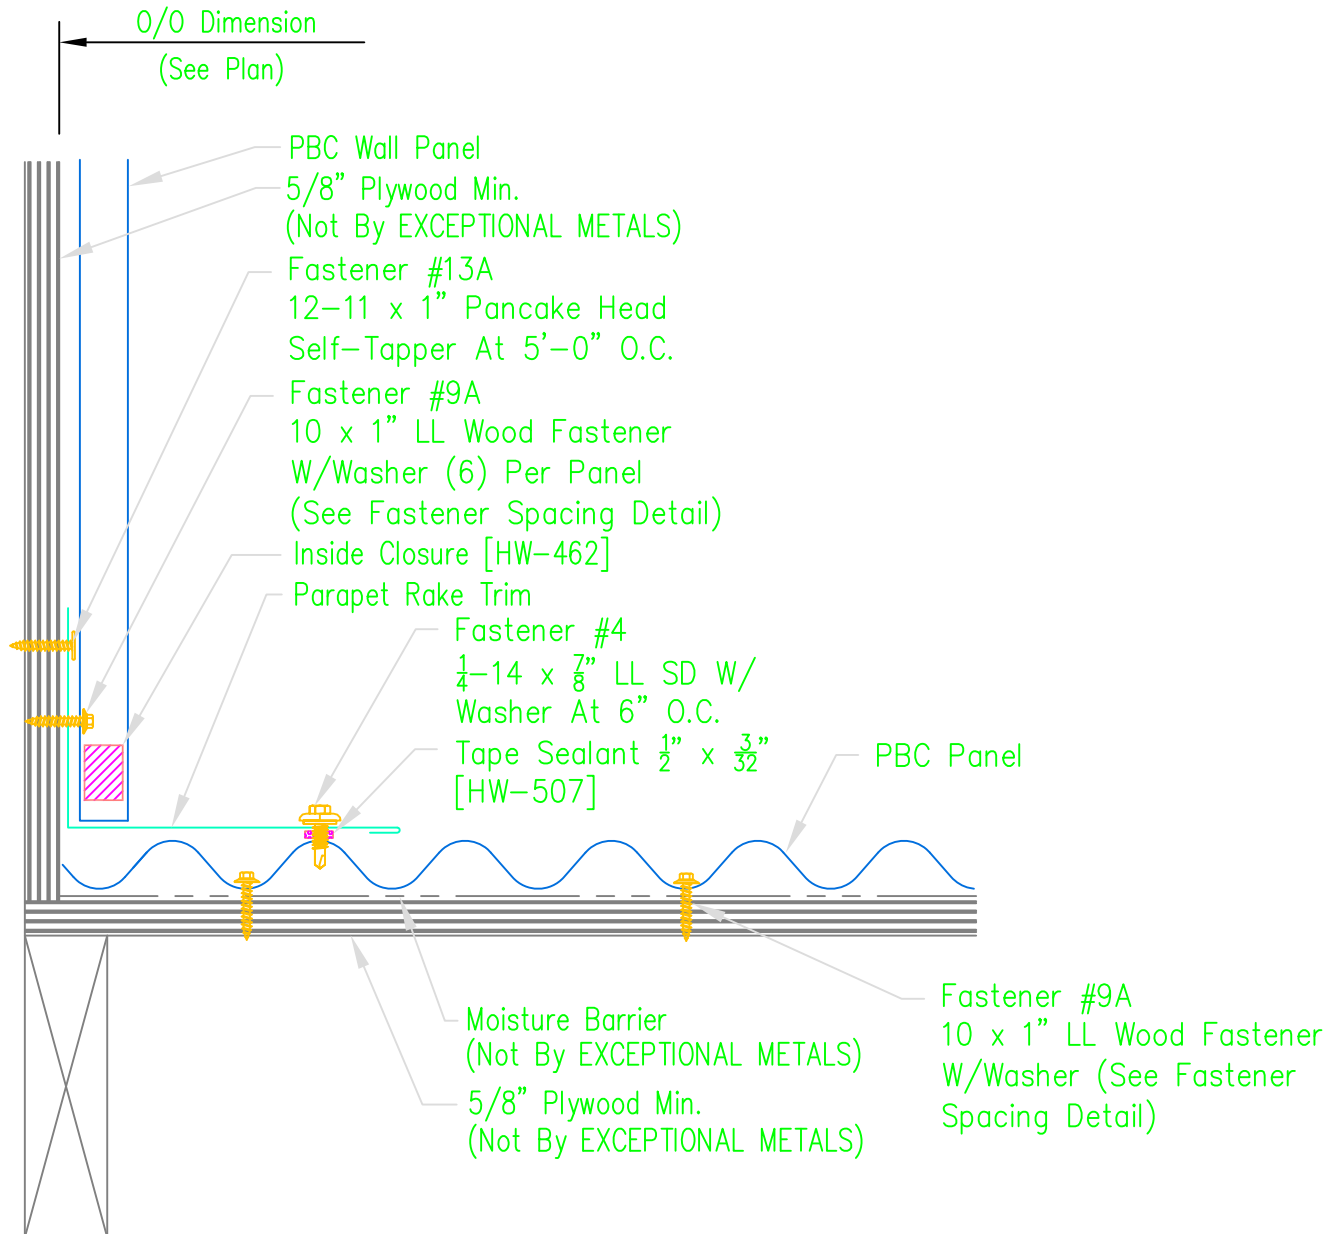 O/O Dimension
(See Plan)
PBC Wall Panel
5/8" Plywood Min.
(Not By EXCEPTIONAL METALS)
Fastener #13A
12-11 x 1" Pancake Head
Self-Tapper At 5'-0" O.C.
Fastener #9A
10 x 1" LL Wood Fastener
W/Washer (6) Per Panel
(See Fastener Spacing Detail)
Inside Closure [HW-462]
Parapet Rake Trim
Fastener #4
1/4-14 x 7/8" LL SD W/
Washer At 6" O.C.
Tape Sealant 1/2" x 3/32"
[HW-507]
PBC Panel
Moisture Barrier
(Not By EXCEPTIONAL METALS)
5/8" Plywood Min.
(Not By EXCEPTIONAL METALS)
Fastener #9A
10 x 1" LL Wood Fastener
W/Washer (See Fastener
Spacing Detail)